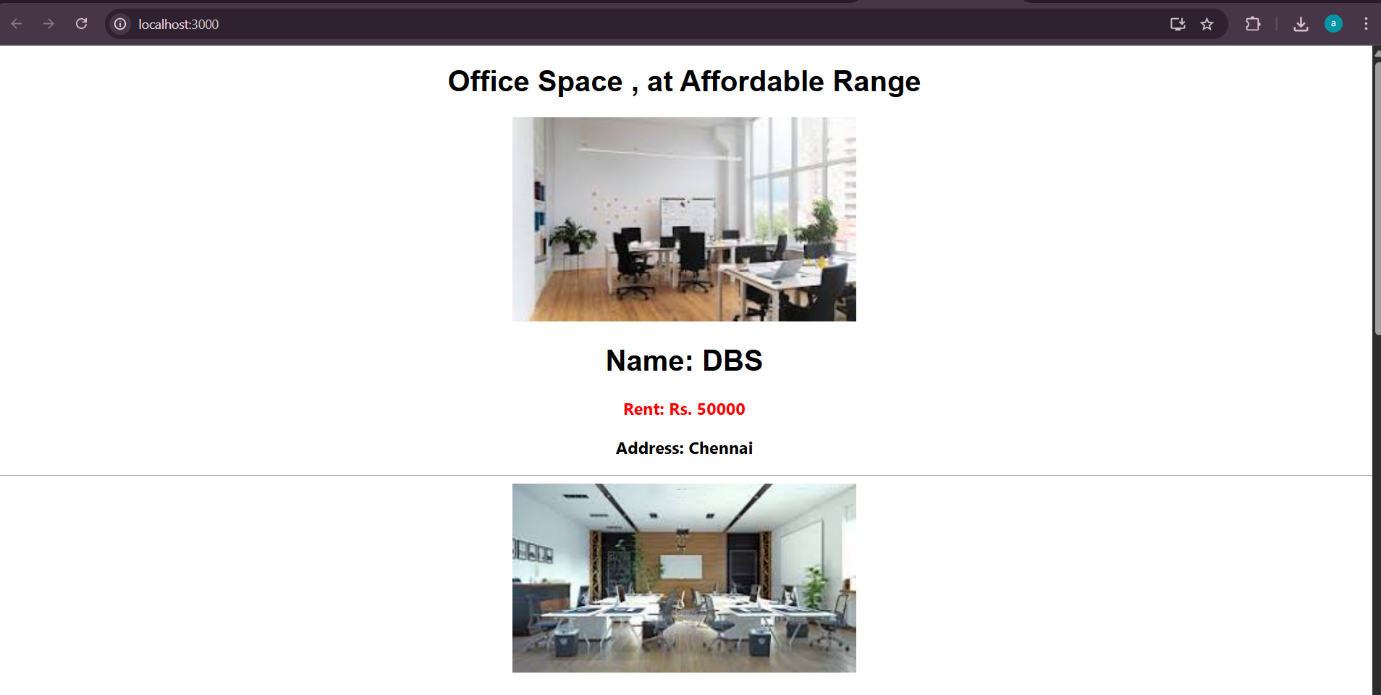 localhost:3000
a
Office Space , at Affordable Range
Name: DBS
Rent: Rs. 50000
Address: Chennai